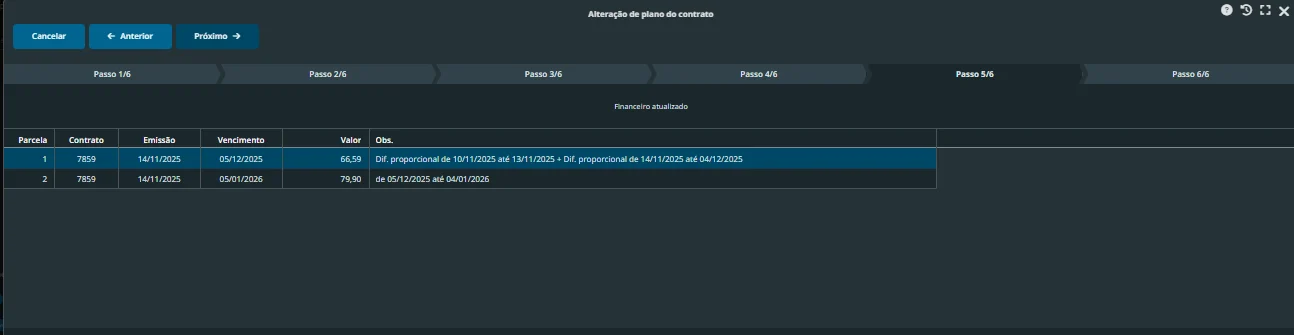 Alteração de plano do contrato
Cancelar ← Anterior Próximo →
Passo 1/6 Passo 2/6 Passo 3/6 Passo 4/6 Passo 5/6 Passo 6/6
Financeiro atualizado
Parcela Contrato Emissão Vencimento Valor Obs.
1 7859 14/11/2025 05/12/2025 66,59 Dif. proporcional de 10/11/2025 até 13/11/2025 + Dif. proporcional de 14/11/2025 até 04/12/2025
2 7859 14/11/2025 05/01/2026 79,90 de 05/12/2025 até 04/01/2026